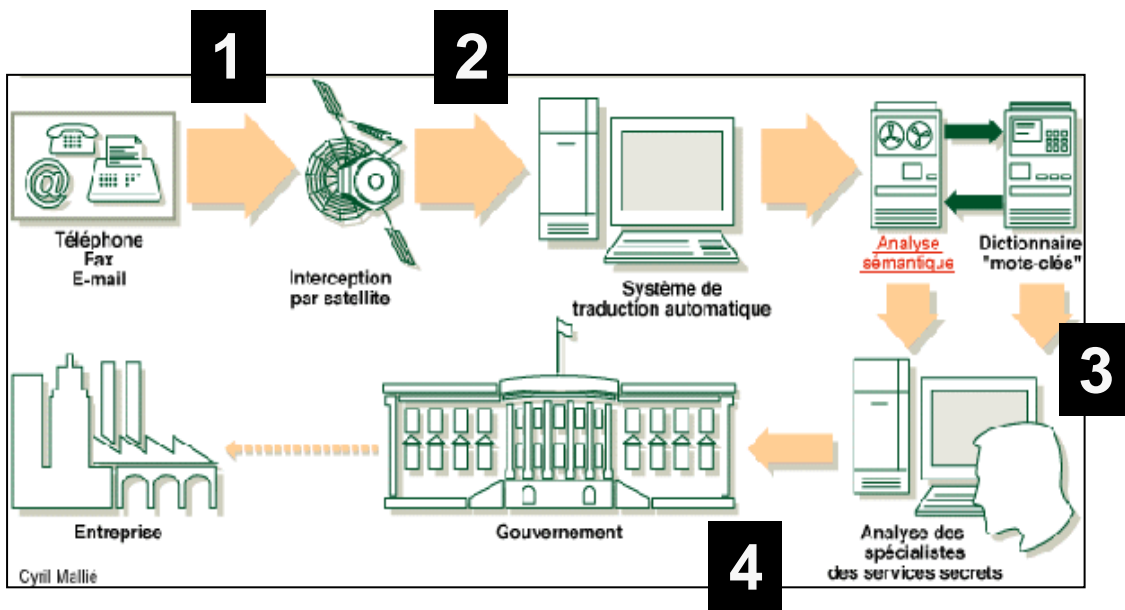 1
2
Téléphone
Fax
E-mail
@
Interception
par satellite
Système de
traduction automatique
Analyse
sémantique
Dictionnaire
"mots-clés"
3
Entreprise
Gouvernement
Analyse des
spécialistes
des services secrets
4
Cyril Mallié